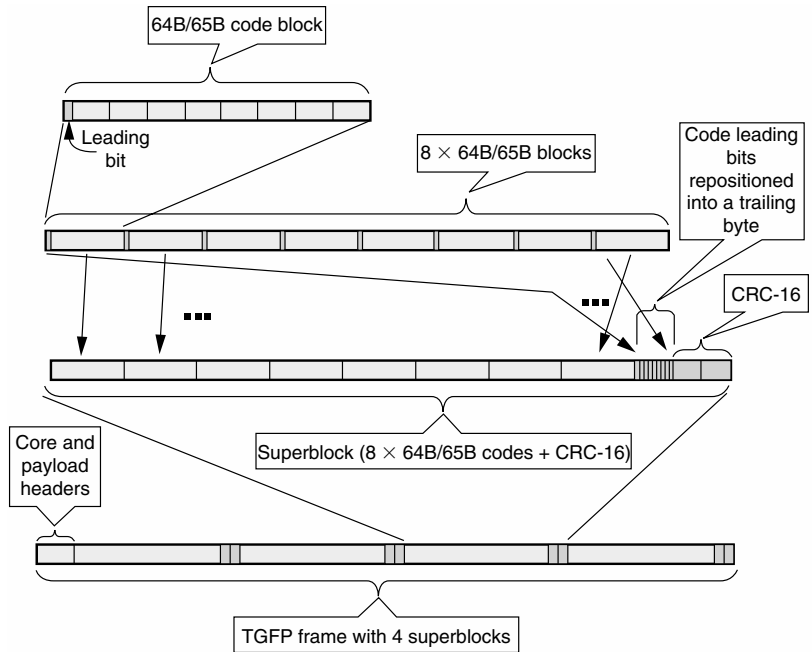 64B/65B code block
Leading
bit
8 × 64B/65B blocks
Code leading
bits
repositioned
into a trailing
byte
CRC-16
Superblock (8 × 64B/65B codes + CRC-16)
Core and
payload
headers
TGFP frame with 4 superblocks